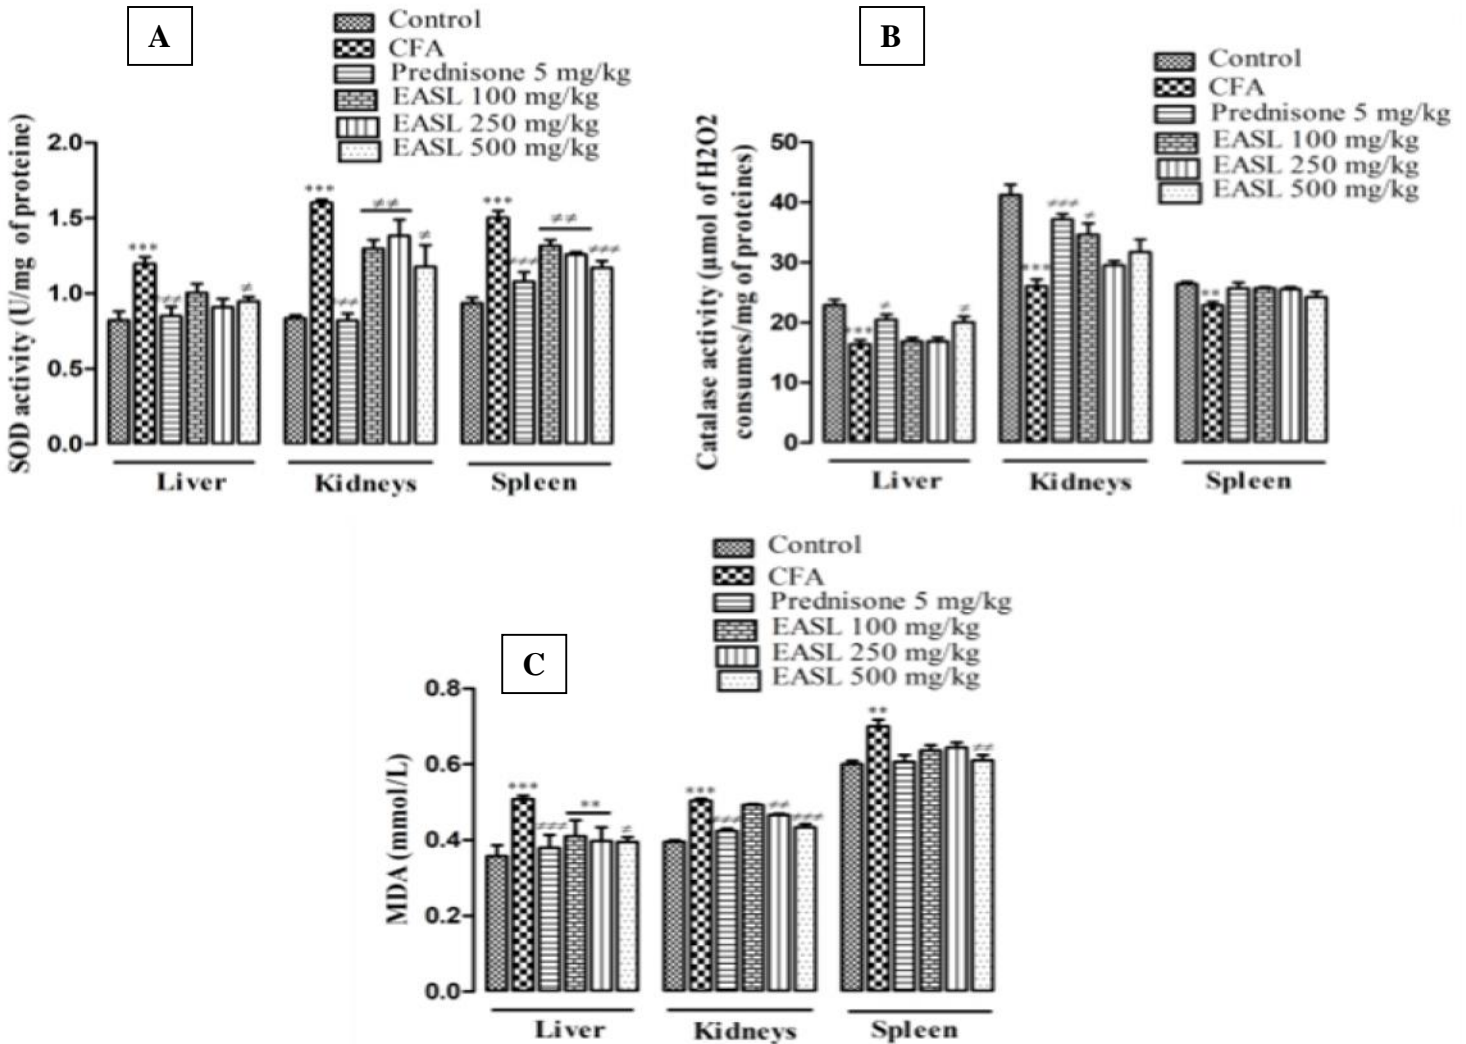 A
Control
CFA
Prednisone 5 mg/kg
EASL 100 mg/kg
EASL 250 mg/kg
EASL 500 mg/kg
SOD activity (U/mg of proteine)
2.0
1.5
1.0
0.5
0.0
***
≠≠≠
≠
***
≠≠≠
≠≠
≠
***
≠≠≠
≠≠
≠≠≠
Liver
Kidneys
Spleen
B
Control
CFA
Prednisone 5 mg/kg
EASL 100 mg/kg
EASL 250 mg/kg
EASL 500 mg/kg
Catalase activity (µmol of H2O2
consumes/mg of proteines)
50
40
30
20
10
0
***
≠
≠
***
≠≠≠
≠
**
Liver
Kidneys
Spleen
C
Control
CFA
Prednisone 5 mg/kg
EASL 100 mg/kg
EASL 250 mg/kg
EASL 500 mg/kg
MDA (mmol/L)
0.8
0.6
0.4
0.2
0.0
***
≠≠≠
**
≠
***
≠≠≠
≠≠
≠≠≠
**
≠≠
Liver
Kidneys
Spleen